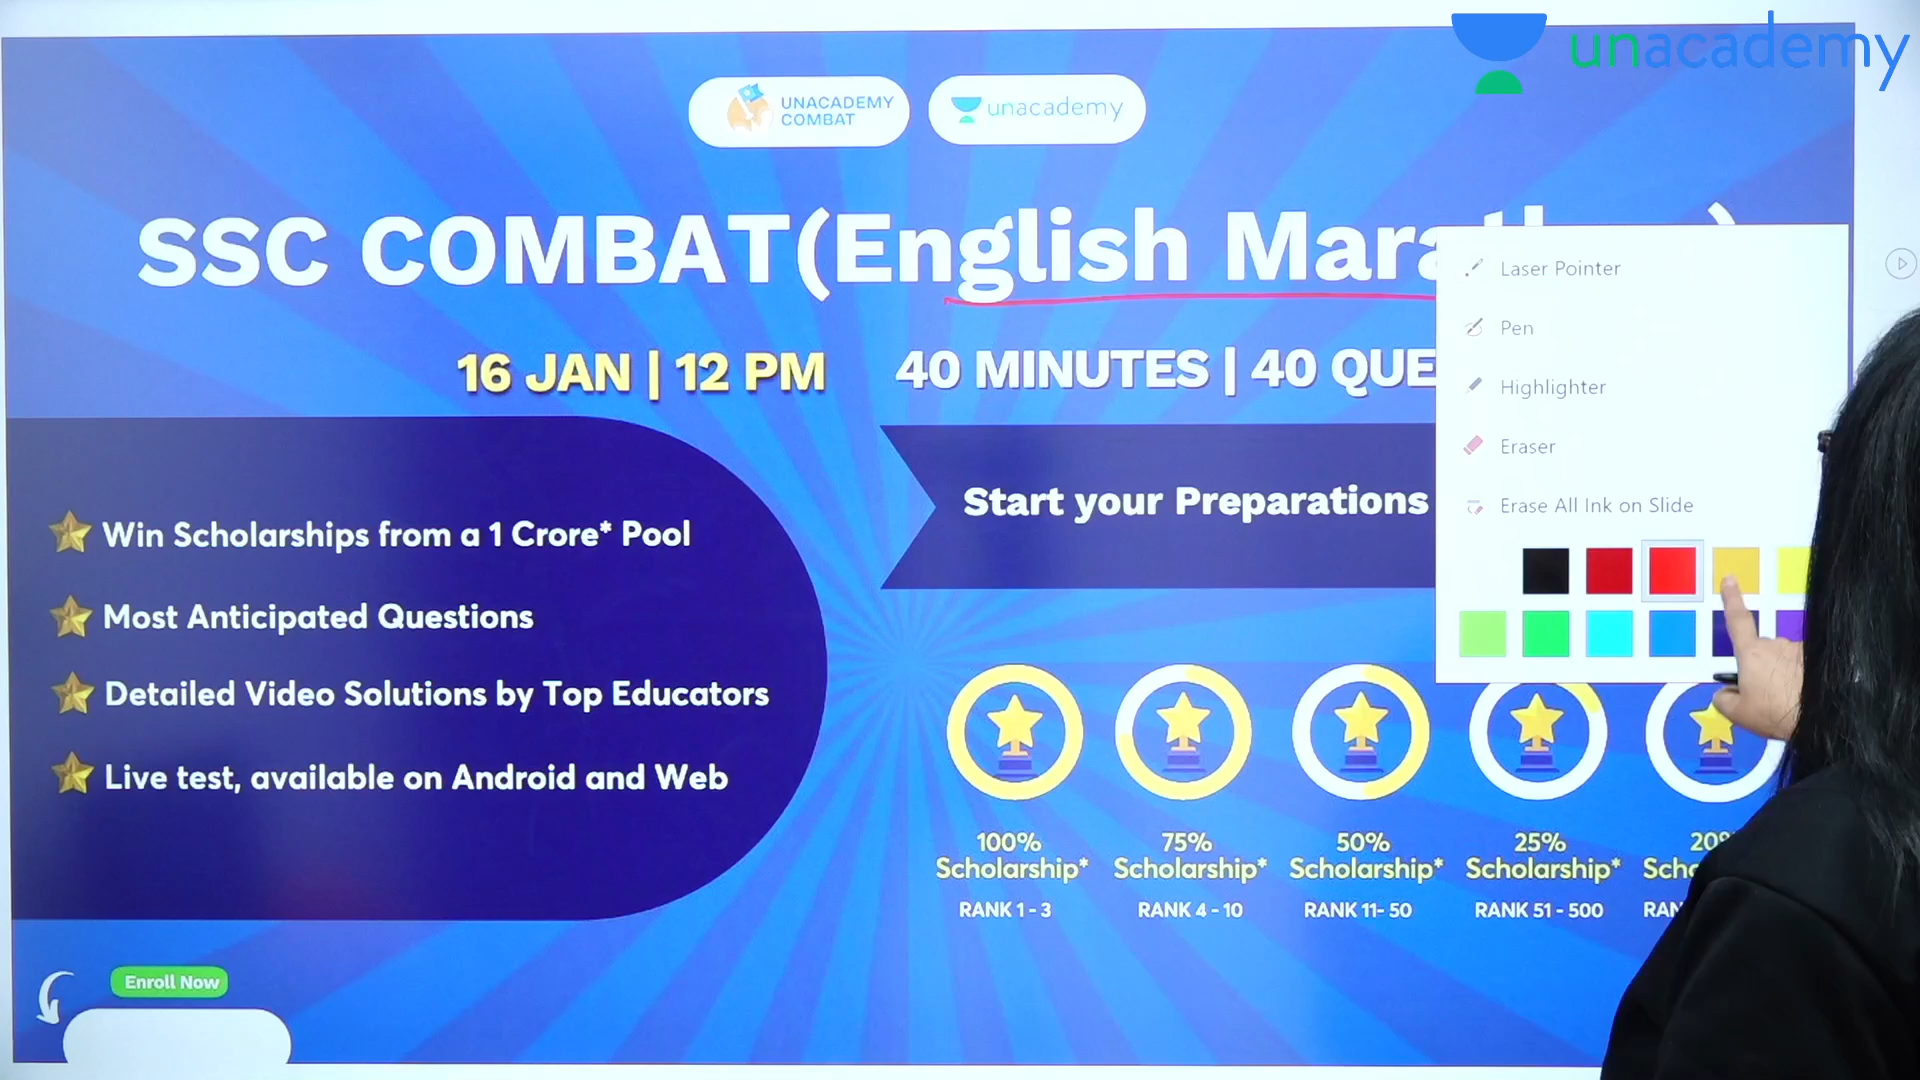 unacademy
UNACADEMY
COMBAT
unacademy
SSC COMBAT(English
16 JAN | 12 PM
40 MINUTES | 40
Start your Preparations
Win Scholarships from a 1 Crore* Pool
Most Anticipated Questions
Detailed Video Solutions by Top Educators
Live test, available on Android and Web
Laser Pointer
Pen
Highlighter
Eraser
Erase All Ink on Slide
100%
Scholarship*
RANK 1 - 3
75%
Scholarship*
RANK 4 - 10
50%
Scholarship*
RANK 11- 50
25%
Scholarship*
RANK 51 - 500
Enroll Now